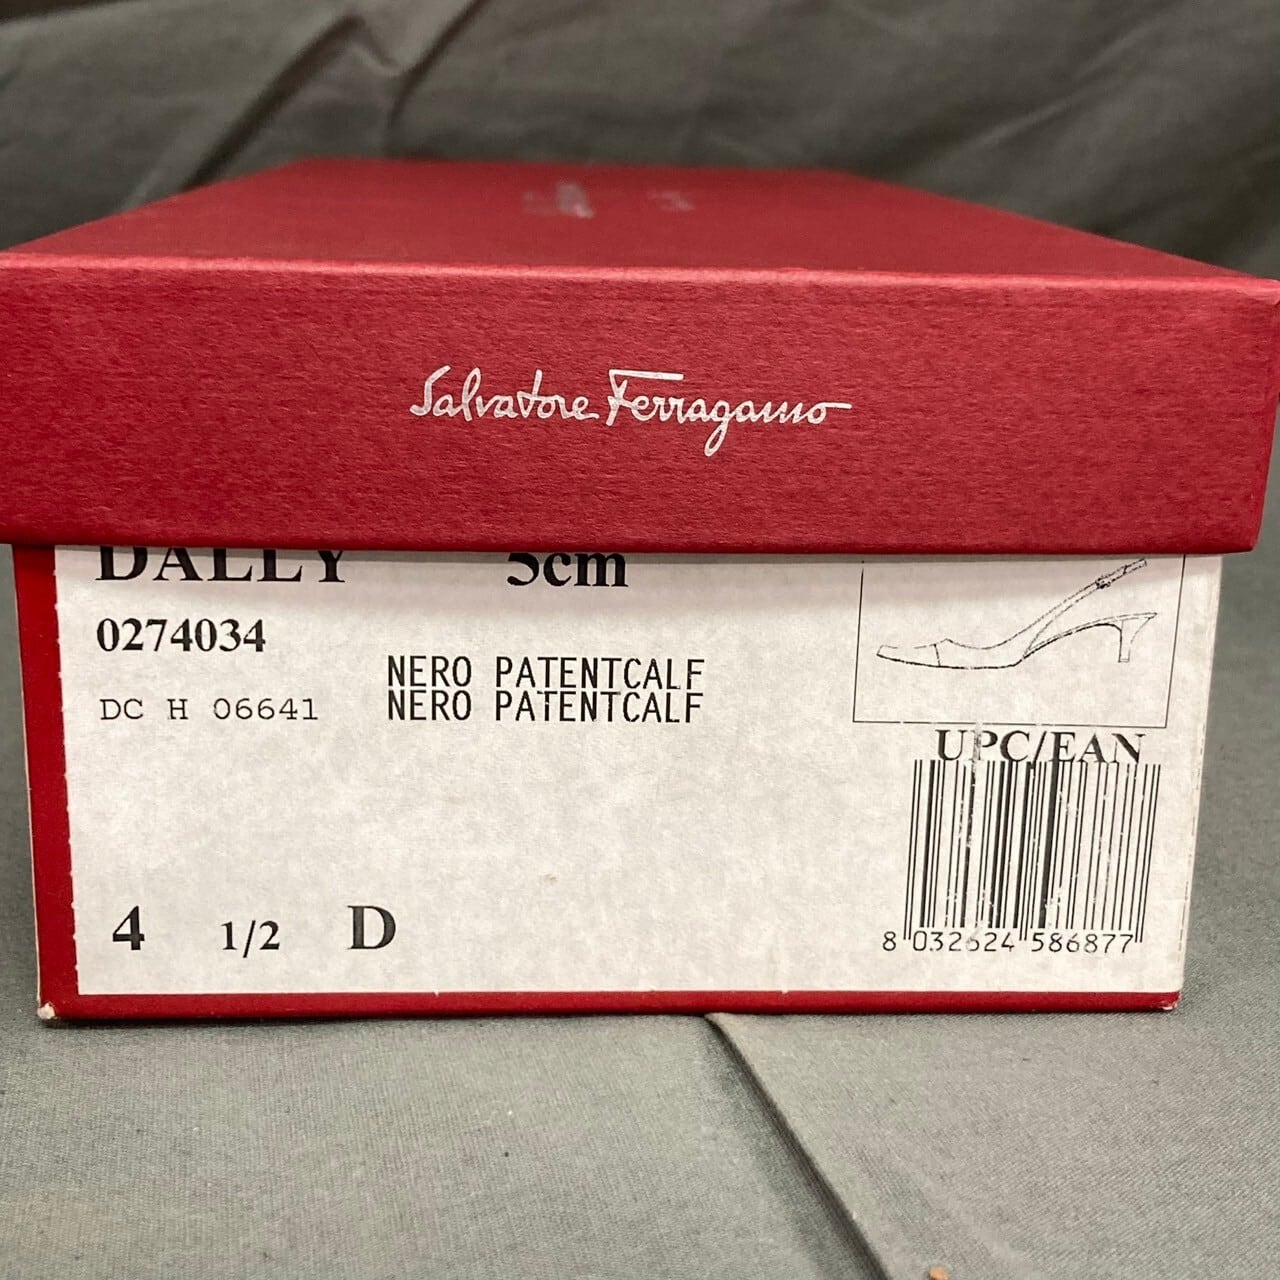 Salvatore Ferragamo
DALLY 5cm
0274034
NERO PATENTCALF
DC H 06641 NERO PATENTCALF
UPC/EAN
4 1/2 D
8 032624 586877